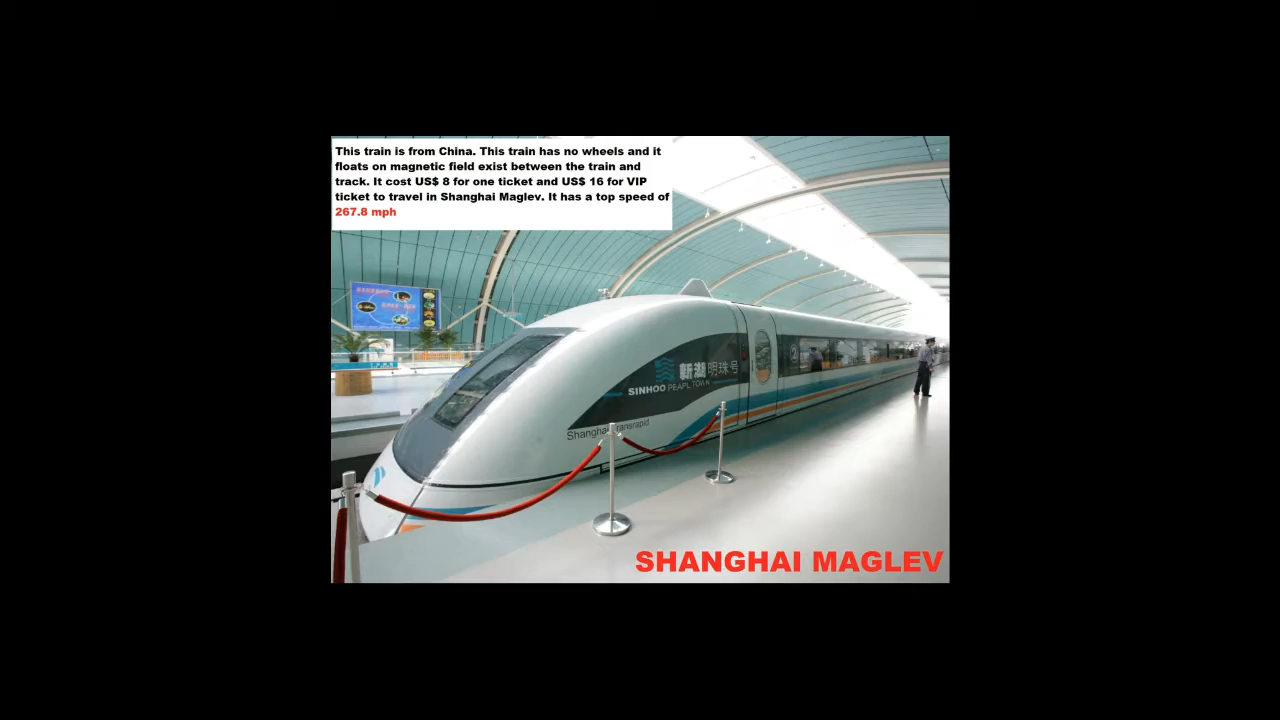 This train is from China. This train has no wheels and it
floats on magnetic field exist between the train and
track. It cost US$ 8 for one ticket and US$ 16 for VIP
ticket to travel in Shanghai Maglev. It has a top speed of
267.8 mph
新湖 明珠号
SINHOO PEARL TOWN
②
Shanghai Transrapid
SHANGHAI MAGLEV